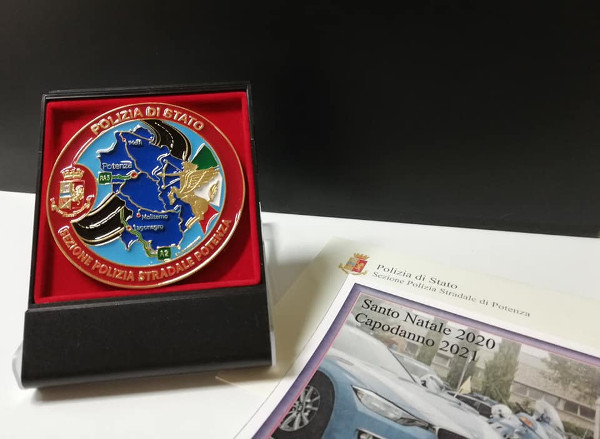 POLIZIA DI STATO
Melfi
Potenza
RA5
Moliterno
Lagonegro
A2
SEZIONE POLIZIA STRADALE POTENZA
Polizia di Stato
Sezione Polizia Stradale di Potenza
Santo Natale 2020
Capodanno 2021